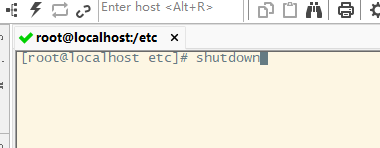 Enter host <Alt+R>
root@localhost:/etc
[root@localhost etc]# shutdown